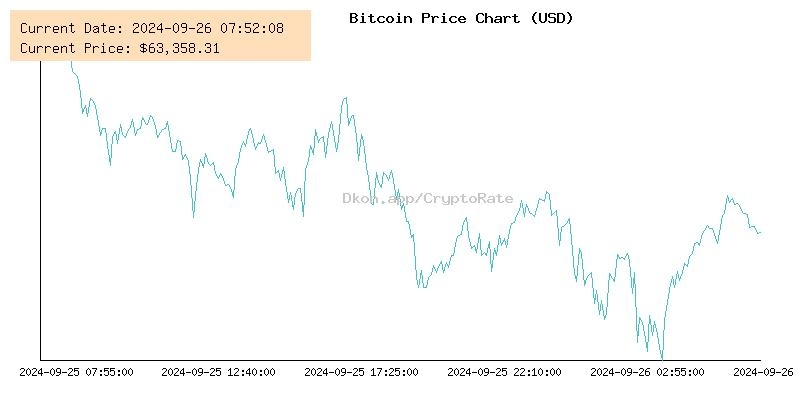 Bitcoin Price Chart (USD)
Current Date: 2024-09-26 07:52:08
Current Price: $63,358.31
Dkon.app/CryptoRate
2024-09-25 07:55:00 2024-09-25 12:40:00 2024-09-25 17:25:00 2024-09-25 22:10:00 2024-09-26 02:55:00 2024-09-26